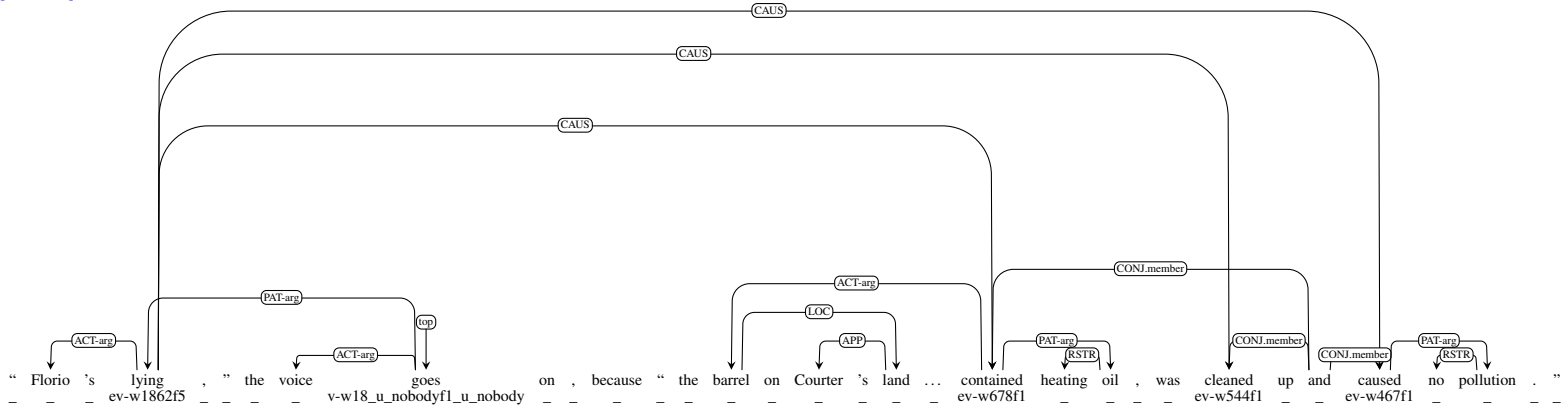 CAUS
CAUS
CAUS
CONJ.member
ACT-arg
PAT-arg
LOC
top
ACT-arg APP PAT-arg CONJ.member PAT-arg
ACT-arg RSTR CONJ.member RSTR
“ Florio ’s lying , ” the voice goes on , because “ the barrel on Courter ’s land … contained heating oil , was cleaned up and caused no pollution . ”
_ _ _ ev-w1862f5 _ _ _ _ v-w18_u_nobodyf1_u_nobody _ _ _ _ _ _ _ _ _ _ _ ev-w678f1 _ _ _ _ ev-w544f1 _ _ ev-w467f1 _ _ _ _